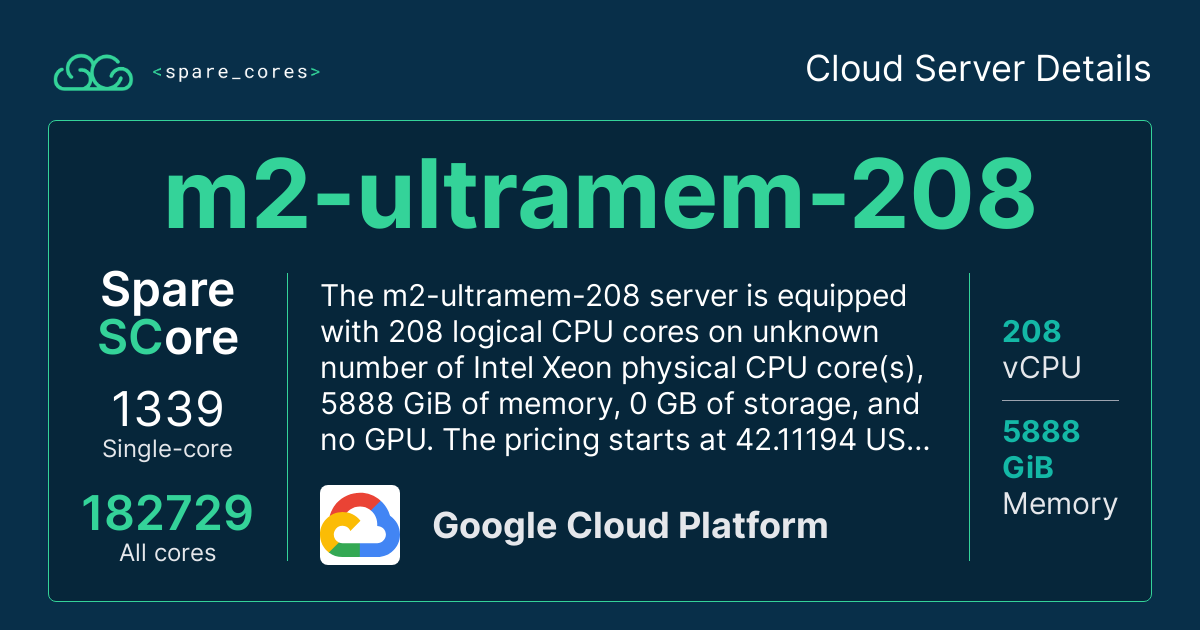 <spare_cores>
Cloud Server Details
m2-ultramem-208
Spare
SCore
1339
Single-core
182729
All cores
The m2-ultramem-208 server is equipped
with 208 logical CPU cores on unknown
number of Intel Xeon physical CPU core(s),
5888 GiB of memory, 0 GB of storage, and
no GPU. The pricing starts at 42.11194 US...
Google Cloud Platform
208
vCPU
5888
GiB
Memory